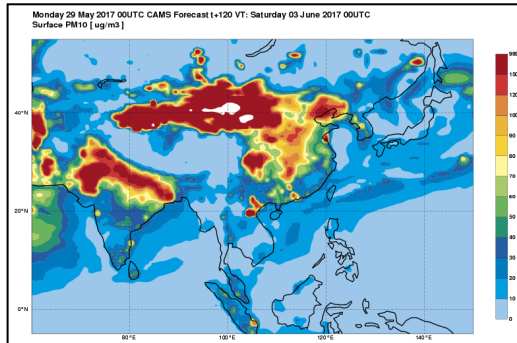 Monday 29 May 2017 00UTC CAMS Forecast t+120 VT: Saturday 03 June 2017 00UTC
Surface PM10 [ ug/m3 ]
40°N
20°N
0°N
80°E
100°E
120°E
140°E
100
90
80
70
60
50
40
30
20
10
0